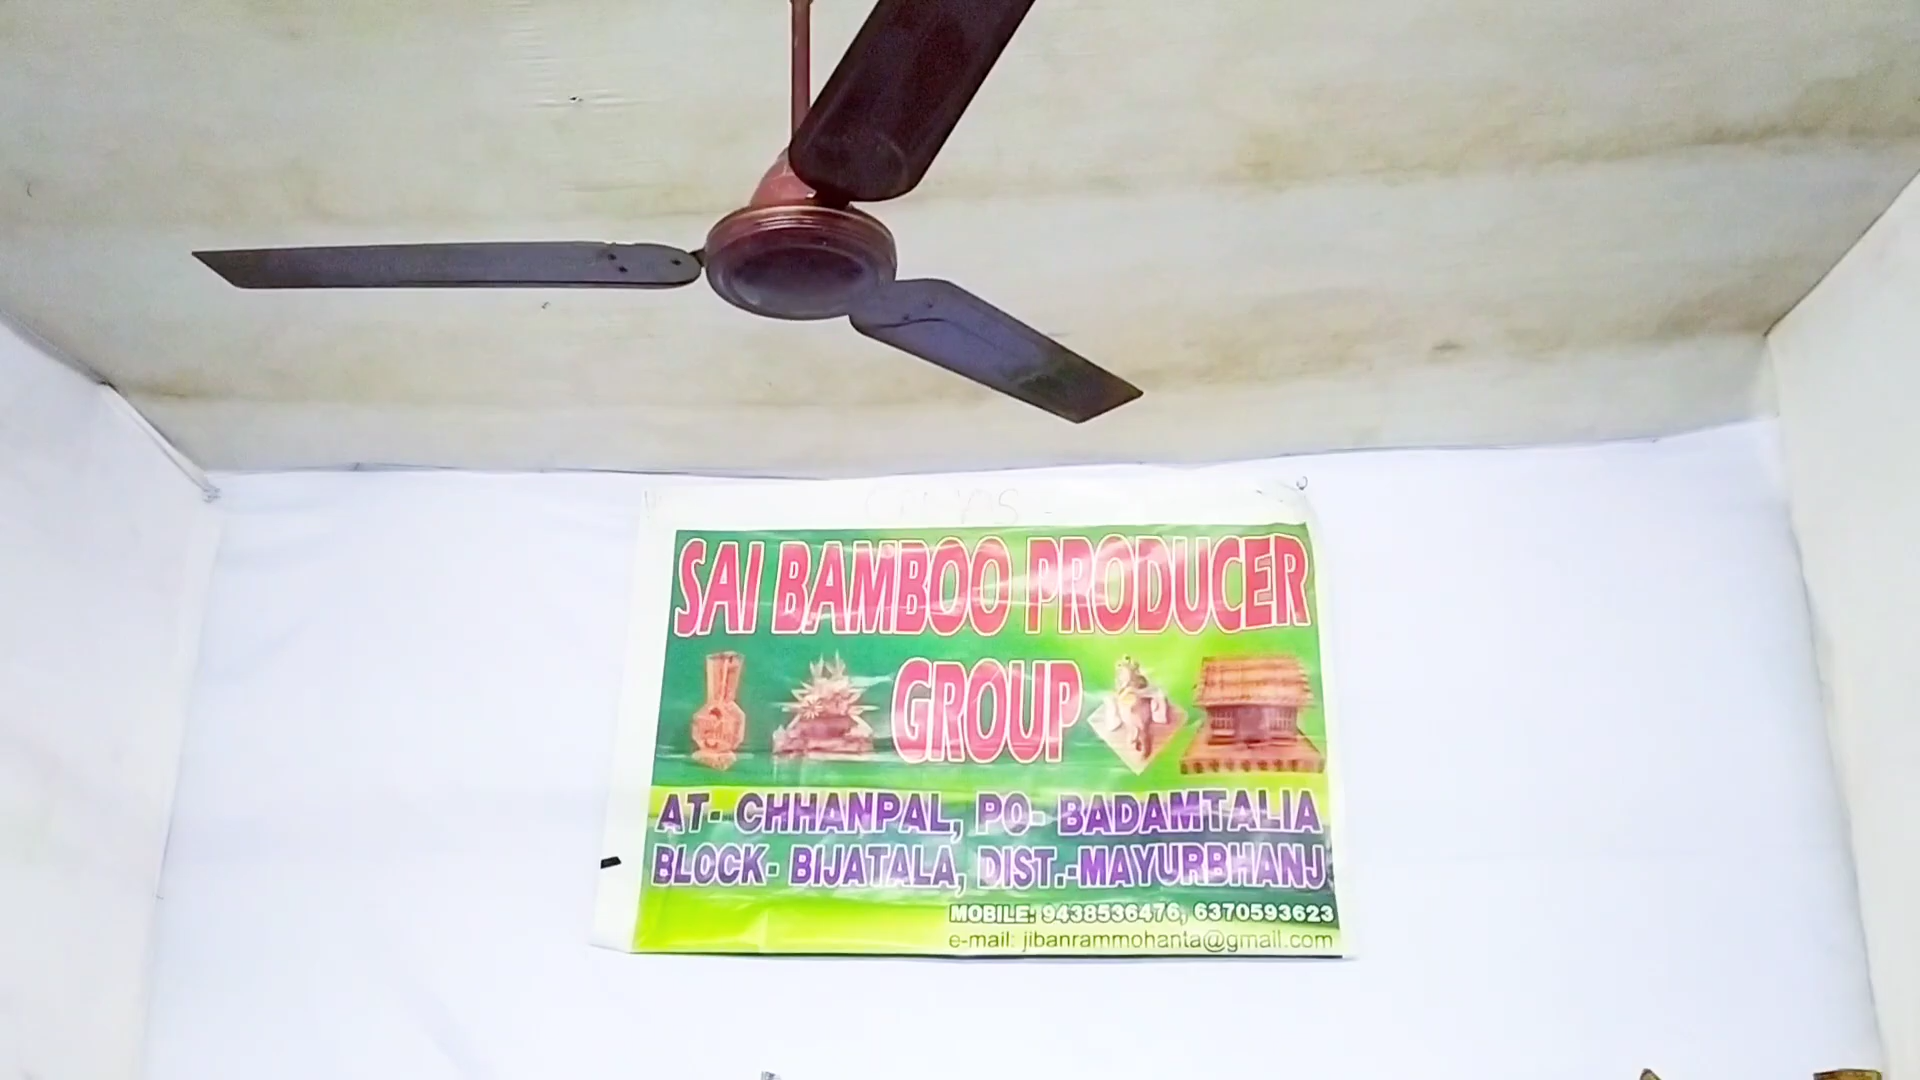 SAI BAMBOO PRODUCER
GROUP
AT- CHHANPAL, PO- BADAMTALIA
BLOCK- BIJATALA, DIST.-MAYURBHANJ
MOBILE: 9438536476, 6370593623
e-mail: jibanrammohanta@gmail.com